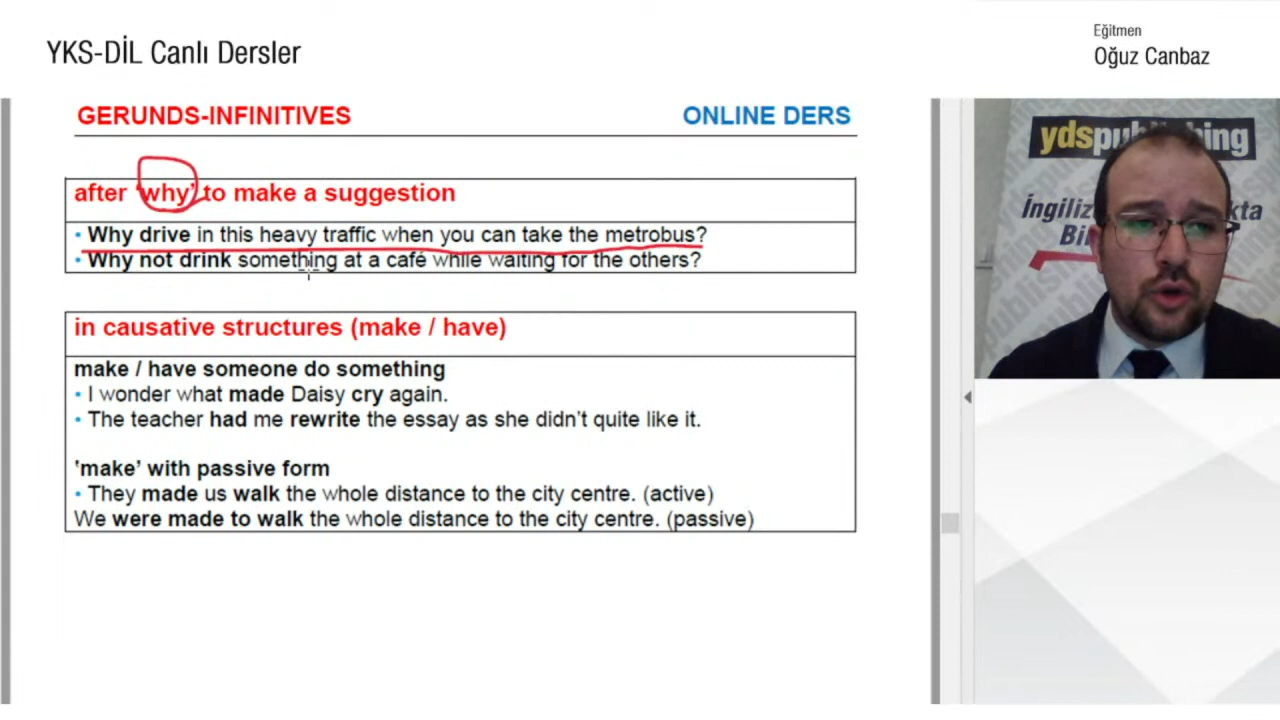 YKS-DİL Canlı Dersler
Eğitmen
Oğuz Canbaz
GERUNDS-INFINITIVES
ONLINE DERS
after 'why' to make a suggestion
• Why drive in this heavy traffic when you can take the metrobus?
• Why not drink something at a café while waiting for the others?
in causative structures (make / have)
make / have someone do something
• I wonder what made Daisy cry again.
• The teacher had me rewrite the essay as she didn't quite like it.
'make' with passive form
• They made us walk the whole distance to the city centre. (active)
We were made to walk the whole distance to the city centre. (passive)